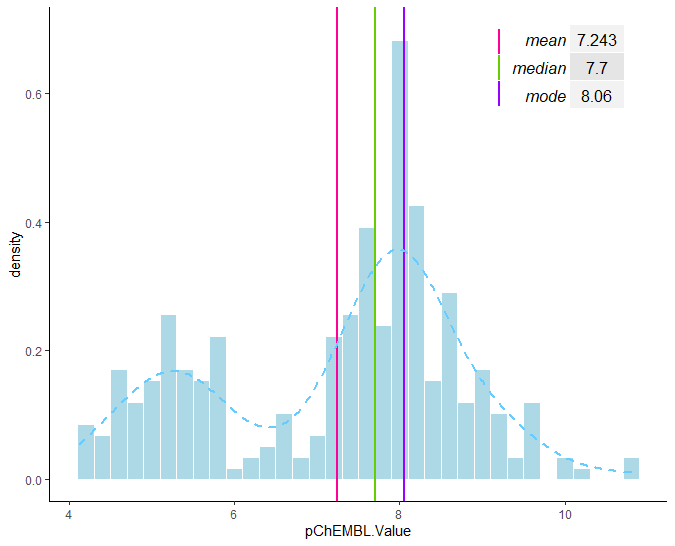 mean 7.243
median 7.7
mode 8.06
0.6
0.4
0.2
0.0
density
4 6 8 10
pChEMBL.Value